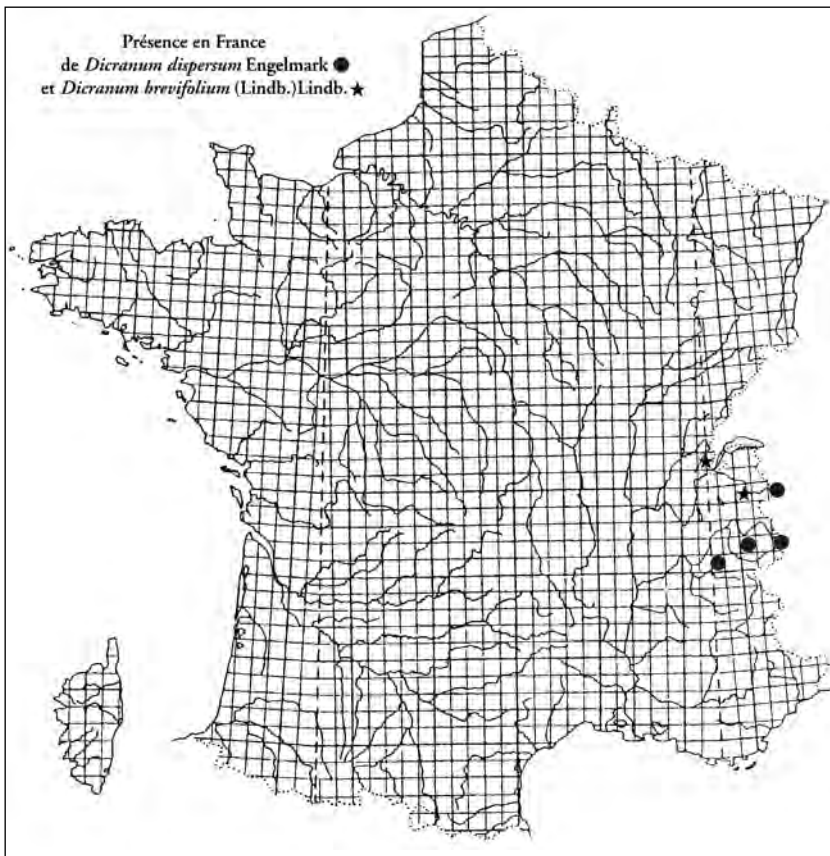 Présence en France
de Dicranum dispersum Engelmark ●
et Dicranum brevifolium (Lindb.)Lindb. ★